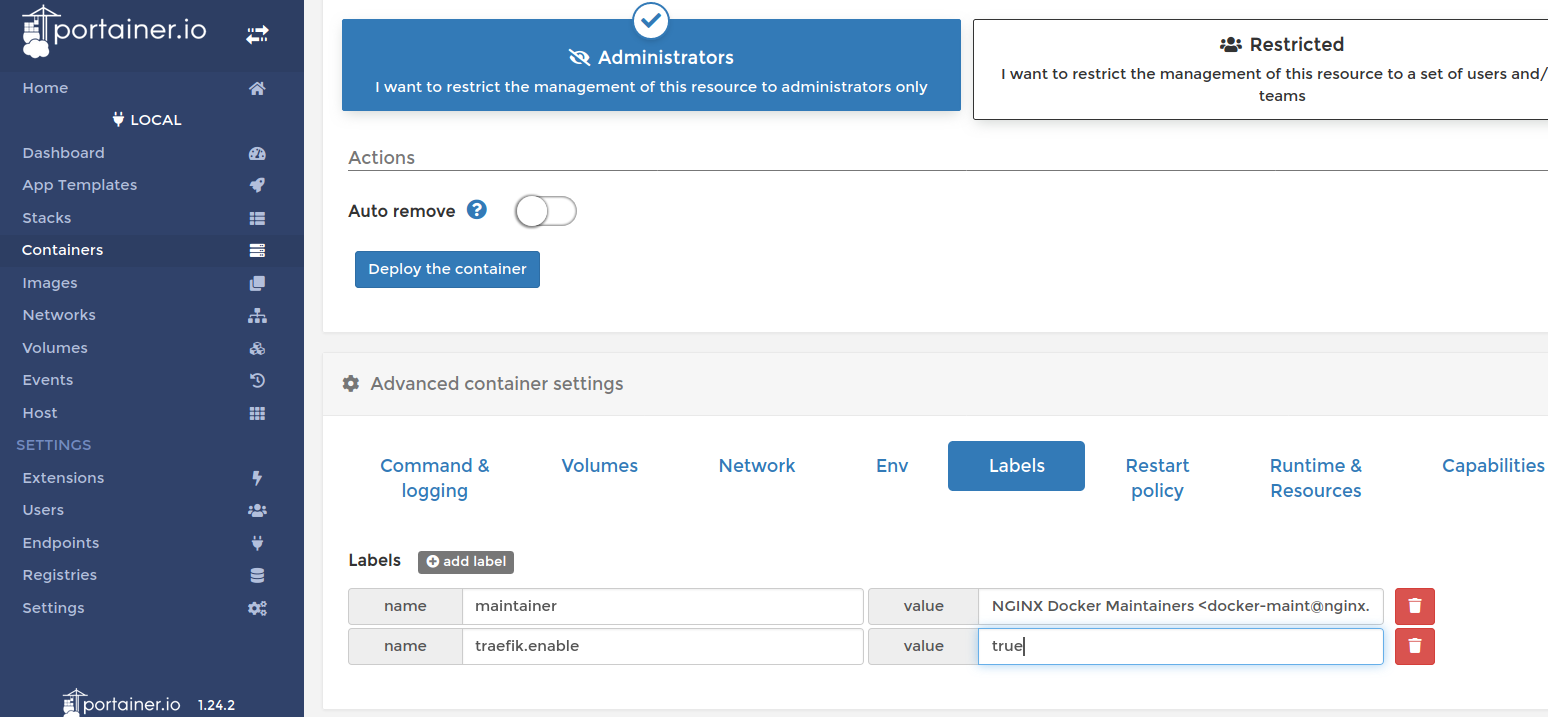 portainer.io
Home
LOCAL
Dashboard
App Templates
Stacks
Containers
Images
Networks
Volumes
Events
Host
SETTINGS
Extensions
Users
Endpoints
Registries
Settings
portainer.io 1.24.2
Administrators
I want to restrict the management of this resource to administrators only
Restricted
I want to restrict the management of this resource to a set of users and/
teams
Actions
Auto remove ?
Deploy the container
Advanced container settings
Command &
logging
Volumes
Network
Env
Labels
Restart
policy
Runtime &
Resources
Capabilities
Labels add label
name maintainer value NGINX Docker Maintainers <docker-maint@nginx.
name traefik.enable value true